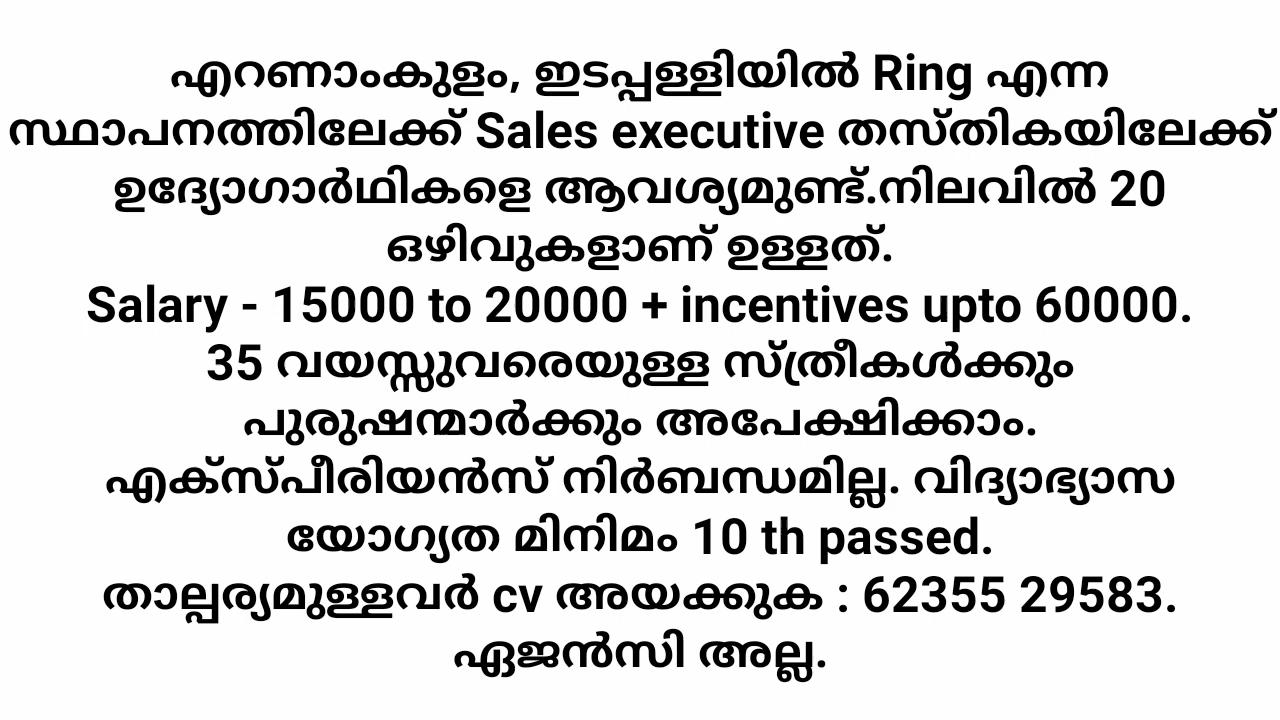 എറണാംകുളം, ഇടപ്പള്ളിയിൽ Ring എന്ന
സ്ഥാപനത്തിലേക്ക് Sales executive തസ്തികയിലേക്ക്
ഉദ്യോഗാർഥികളെ ആവശ്യമുണ്ട്.നിലവിൽ 20
ഒഴിവുകളാണ് ഉള്ളത്.
Salary - 15000 to 20000 + incentives upto 60000.
35 വയസ്സുവരെയുള്ള സ്ത്രീകൾക്കും
പുരുഷന്മാർക്കും അപേക്ഷിക്കാം.
എക്സ്പീരിയൻസ് നിർബന്ധമില്ല. വിദ്യാഭ്യാസ
യോഗ്യത മിനിമം 10 th passed.
താല്പര്യമുള്ളവർ cv അയക്കുക : 62355 29583.
ഏജൻസി അല്ല.